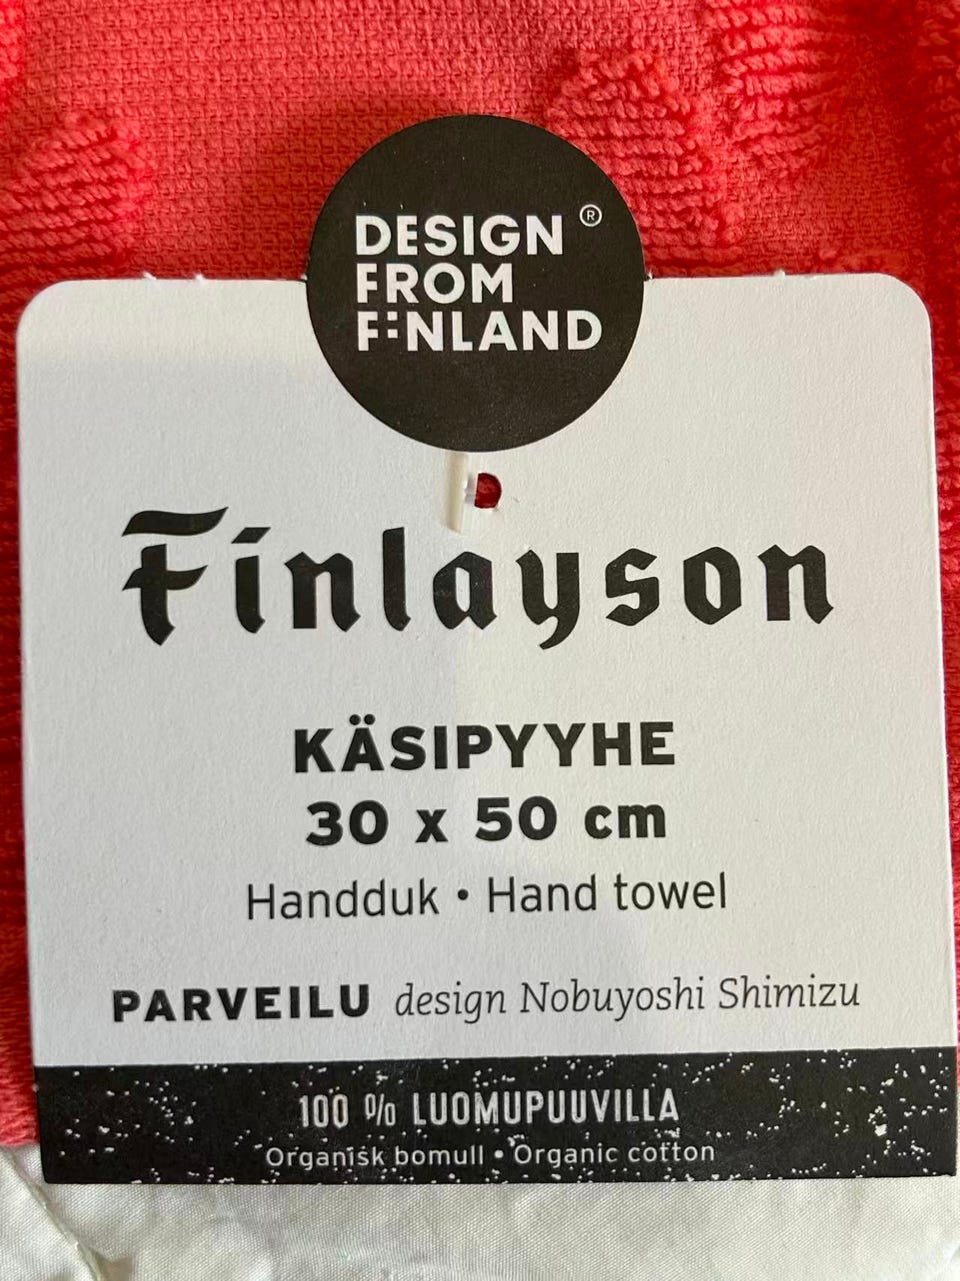 DESIGN ®
FROM
FINLAND
Finlayson
KÄSIPYYHE
30 x 50 cm
Handduk • Hand towel
PARVEILU design Nobuyoshi Shimizu
100 % LUOMUPUUVILLA
Organisk bomull • Organic cotton